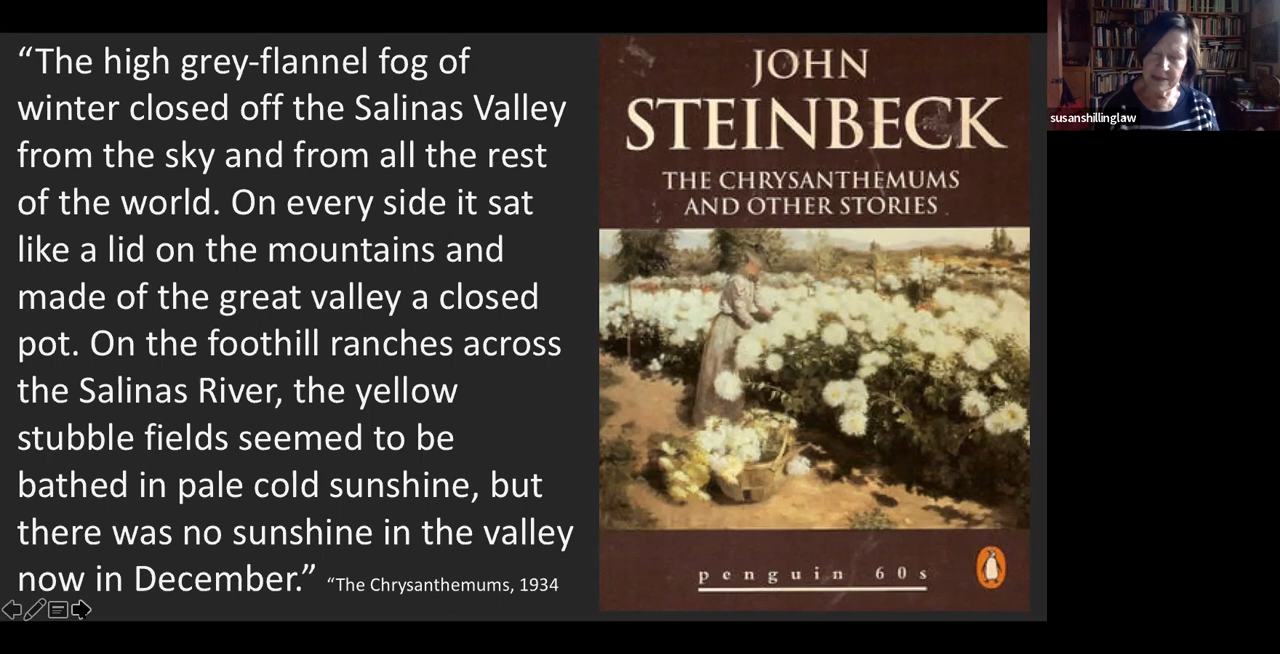 “The high grey-flannel fog of
winter closed off the Salinas Valley
from the sky and from all the rest
of the world. On every side it sat
like a lid on the mountains and
made of the great valley a closed
pot. On the foothill ranches across
the Salinas River, the yellow
stubble fields seemed to be
bathed in pale cold sunshine, but
there was no sunshine in the valley
now in December.” “The Chrysanthemums, 1934
JOHN
STEINBECK
THE CHRYSANTHEMUMS
AND OTHER STORIES
penguin 60s
susanshillinglaw